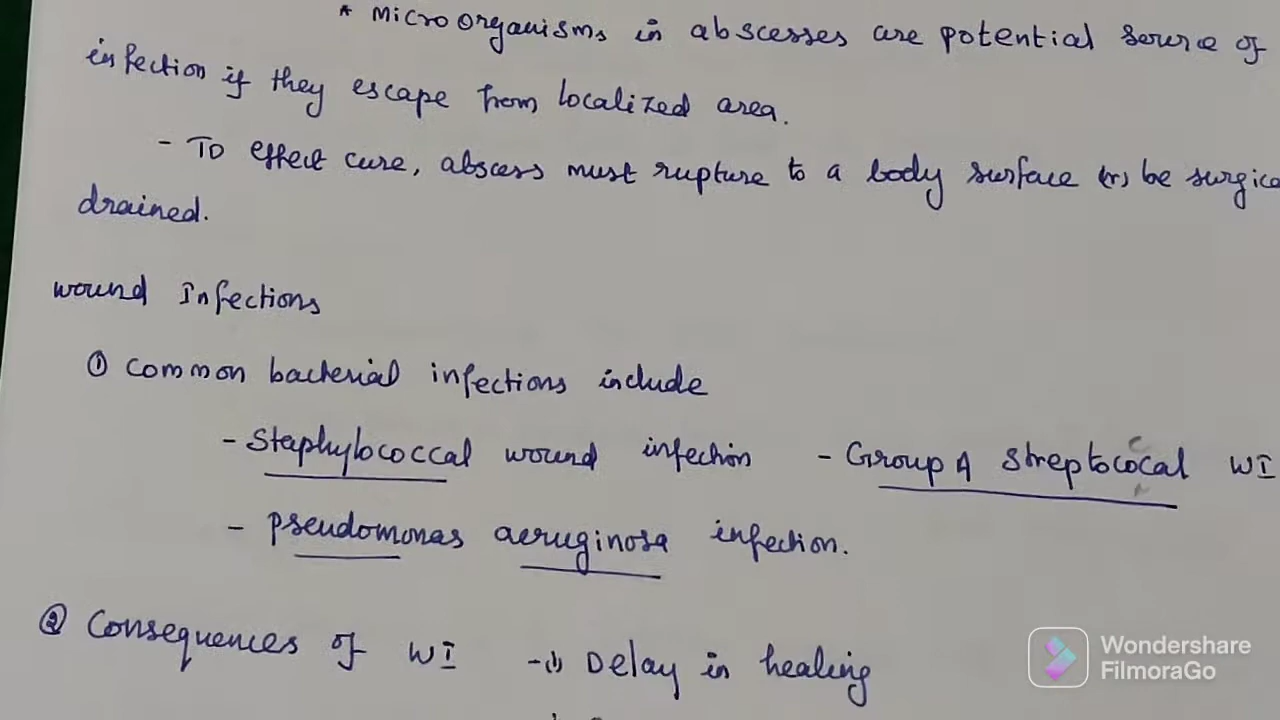 * Microorganisms in abscesses are potential source of
infection if they escape from localized area.
- To effect cure, abscess must rupture to a body surface (or) be surgica
drained.
Wound Infections
① Common bacterial infections include
- Staphylococcal wound infection - Group A Streptococcal WI
- Pseudomonas aeruginosa infection.
② Consequences of WI - i) Delay in healing
Wondershare
FilmoraGo